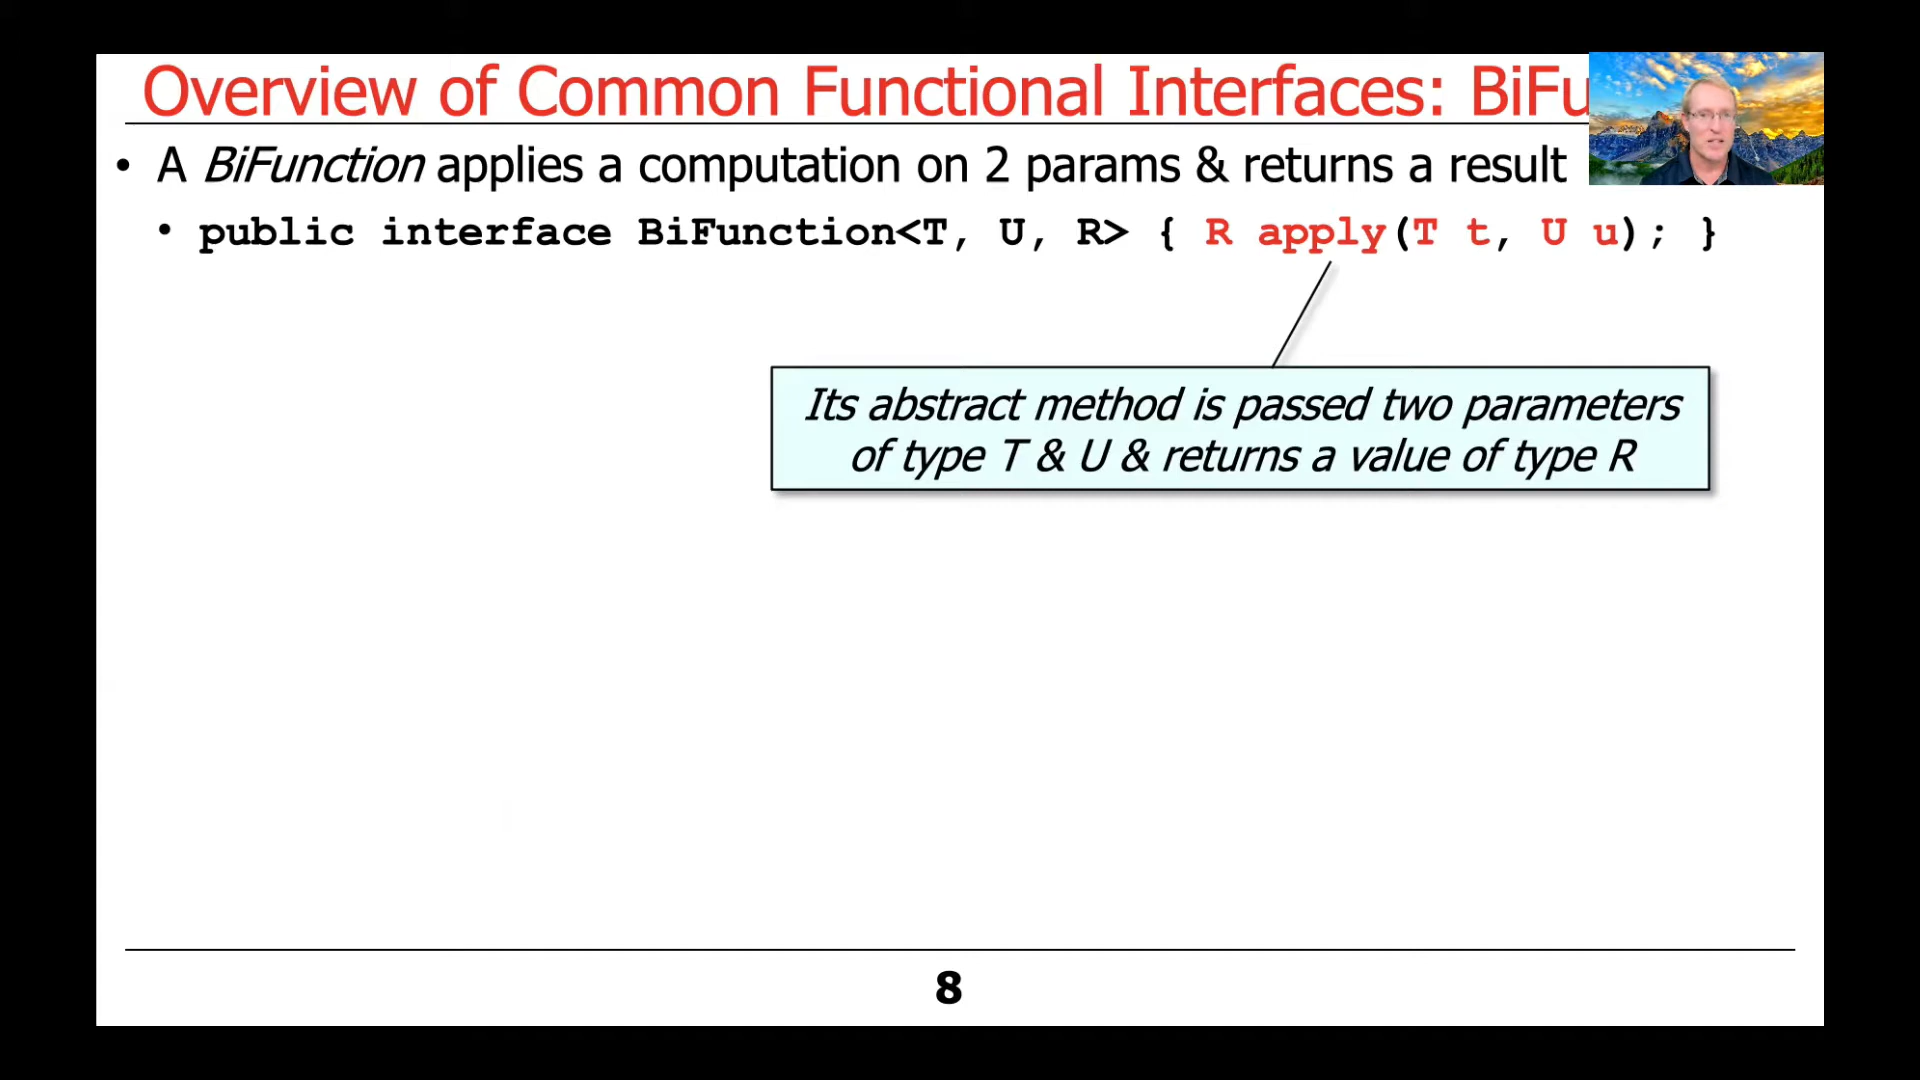 Overview of Common Functional Interfaces: BiFu
• A BiFunction applies a computation on 2 params & returns a result
• public interface BiFunction<T, U, R> { R apply(T t, U u); }
Its abstract method is passed two parameters
of type T & U & returns a value of type R
8